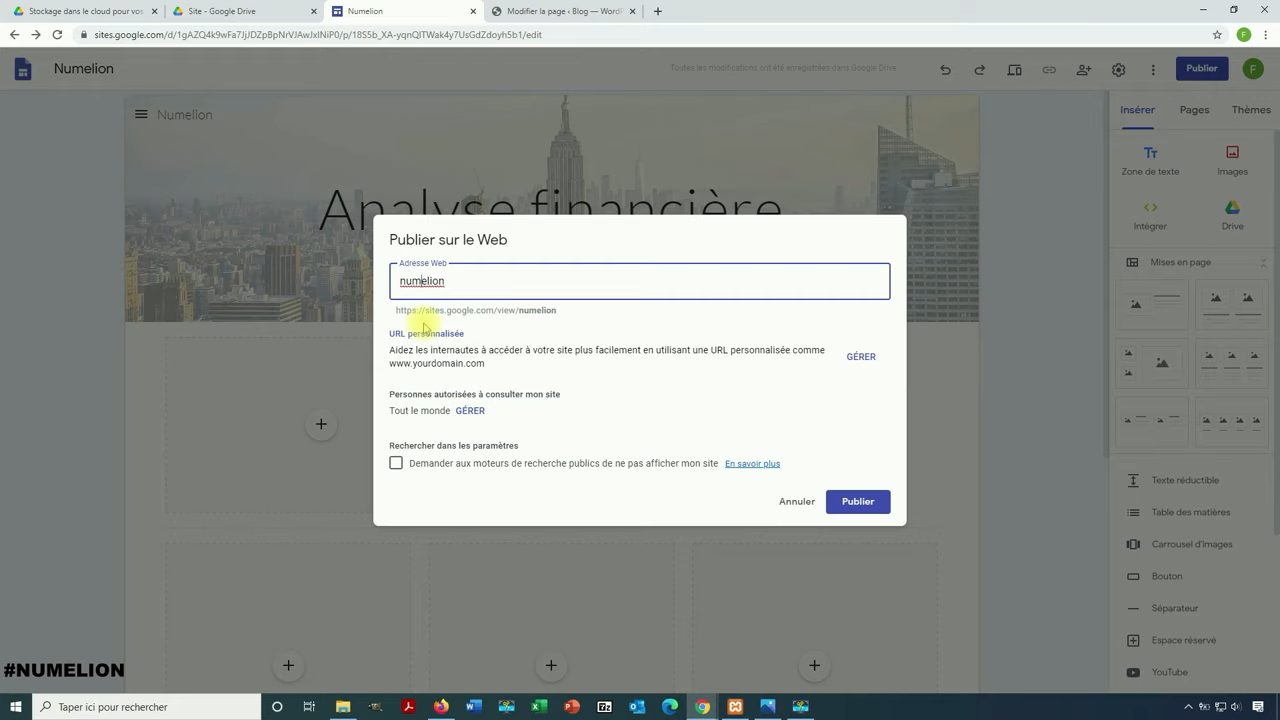 Stockage dans le cloud pour vos
Site - Google Drive
Numelion
Modifier la page ‹ Blog — WordP
sites.google.com/d/1gAZQ4k9wFa7JjJDZpBpNrVJAwJxINiP0/p/18S5b_XA-yqnQITWak4y7UsGdZdoyh5b1/edit
F
Numelion
Toutes les modifications ont été enregistrées dans Google Drive
Publier
F
Numelion
Analyse financière
Insérer
Pages
Thèmes
Zone de texte
Images
Intégrer
Drive
Mises en page
Texte réductible
Table des matières
Carrousel d'images
Bouton
Séparateur
Espace réservé
YouTube
Publier sur le Web
Adresse Web
numelion
https://sites.google.com/view/numelion
URL personnalisée
Aidez les internautes à accéder à votre site plus facilement en utilisant une URL personnalisée comme
www.yourdomain.com
GÉRER
Personnes autorisées à consulter mon site
Tout le monde GÉRER
Rechercher dans les paramètres
Demander aux moteurs de recherche publics de ne pas afficher mon site En savoir plus
Annuler
Publier
#NUMELION
Taper ici pour rechercher